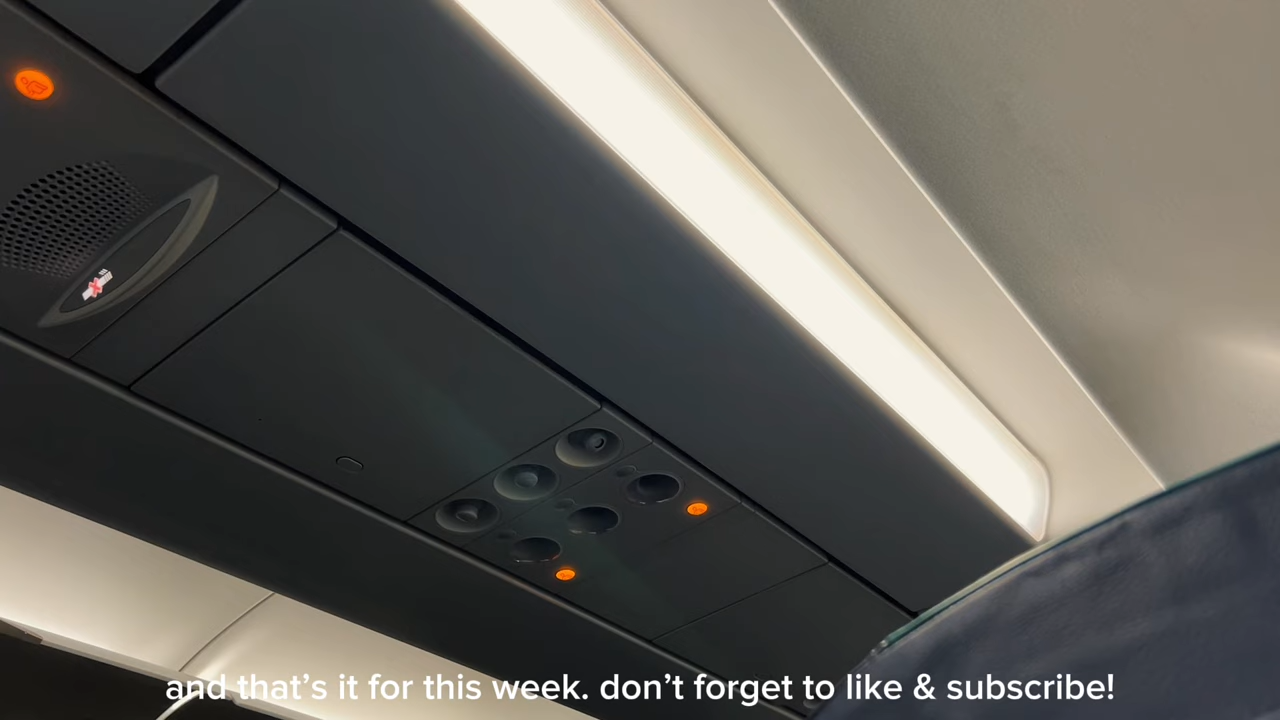 and that’s it for this week. don’t forget to like & subscribe!